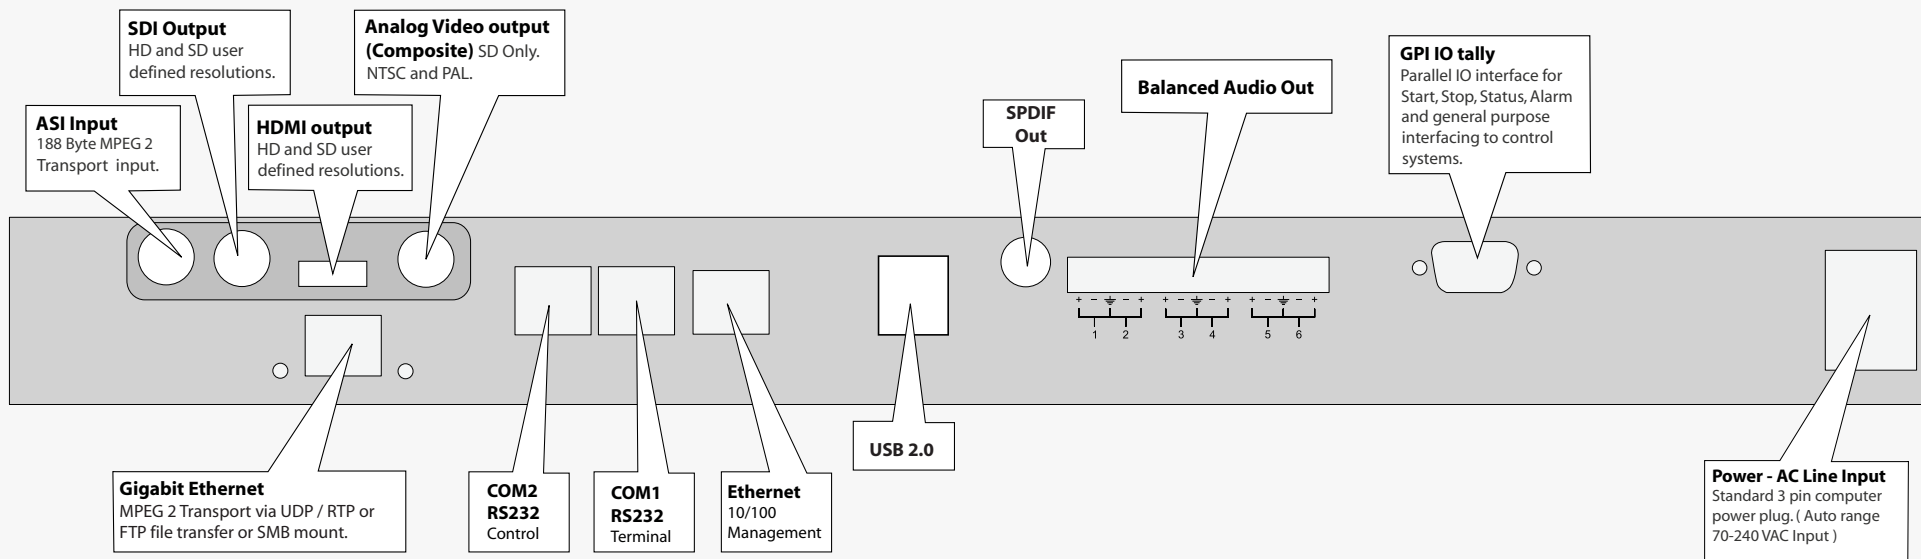 SDI Output
HD and SD user
defined resolutions.
Analog Video output
(Composite) SD Only.
NTSC and PAL.
GPI IO tally
Parallel IO interface for
Start, Stop, Status, Alarm
and general purpose
interfacing to control
systems.
Balanced Audio Out
SPDIF
Out
ASI Input
188 Byte MPEG 2
Transport input.
HDMI output
HD and SD user
defined resolutions.
+ − ⏚ − + + − ⏚ − + + − ⏚ − +
1 2 3 4 5 6
USB 2.0
Gigabit Ethernet
MPEG 2 Transport via UDP / RTP or
FTP file transfer or SMB mount.
COM2
RS232
Control
COM1
RS232
Terminal
Ethernet
10/100
Management
Power - AC Line Input
Standard 3 pin computer
power plug. ( Auto range
70-240 VAC Input )